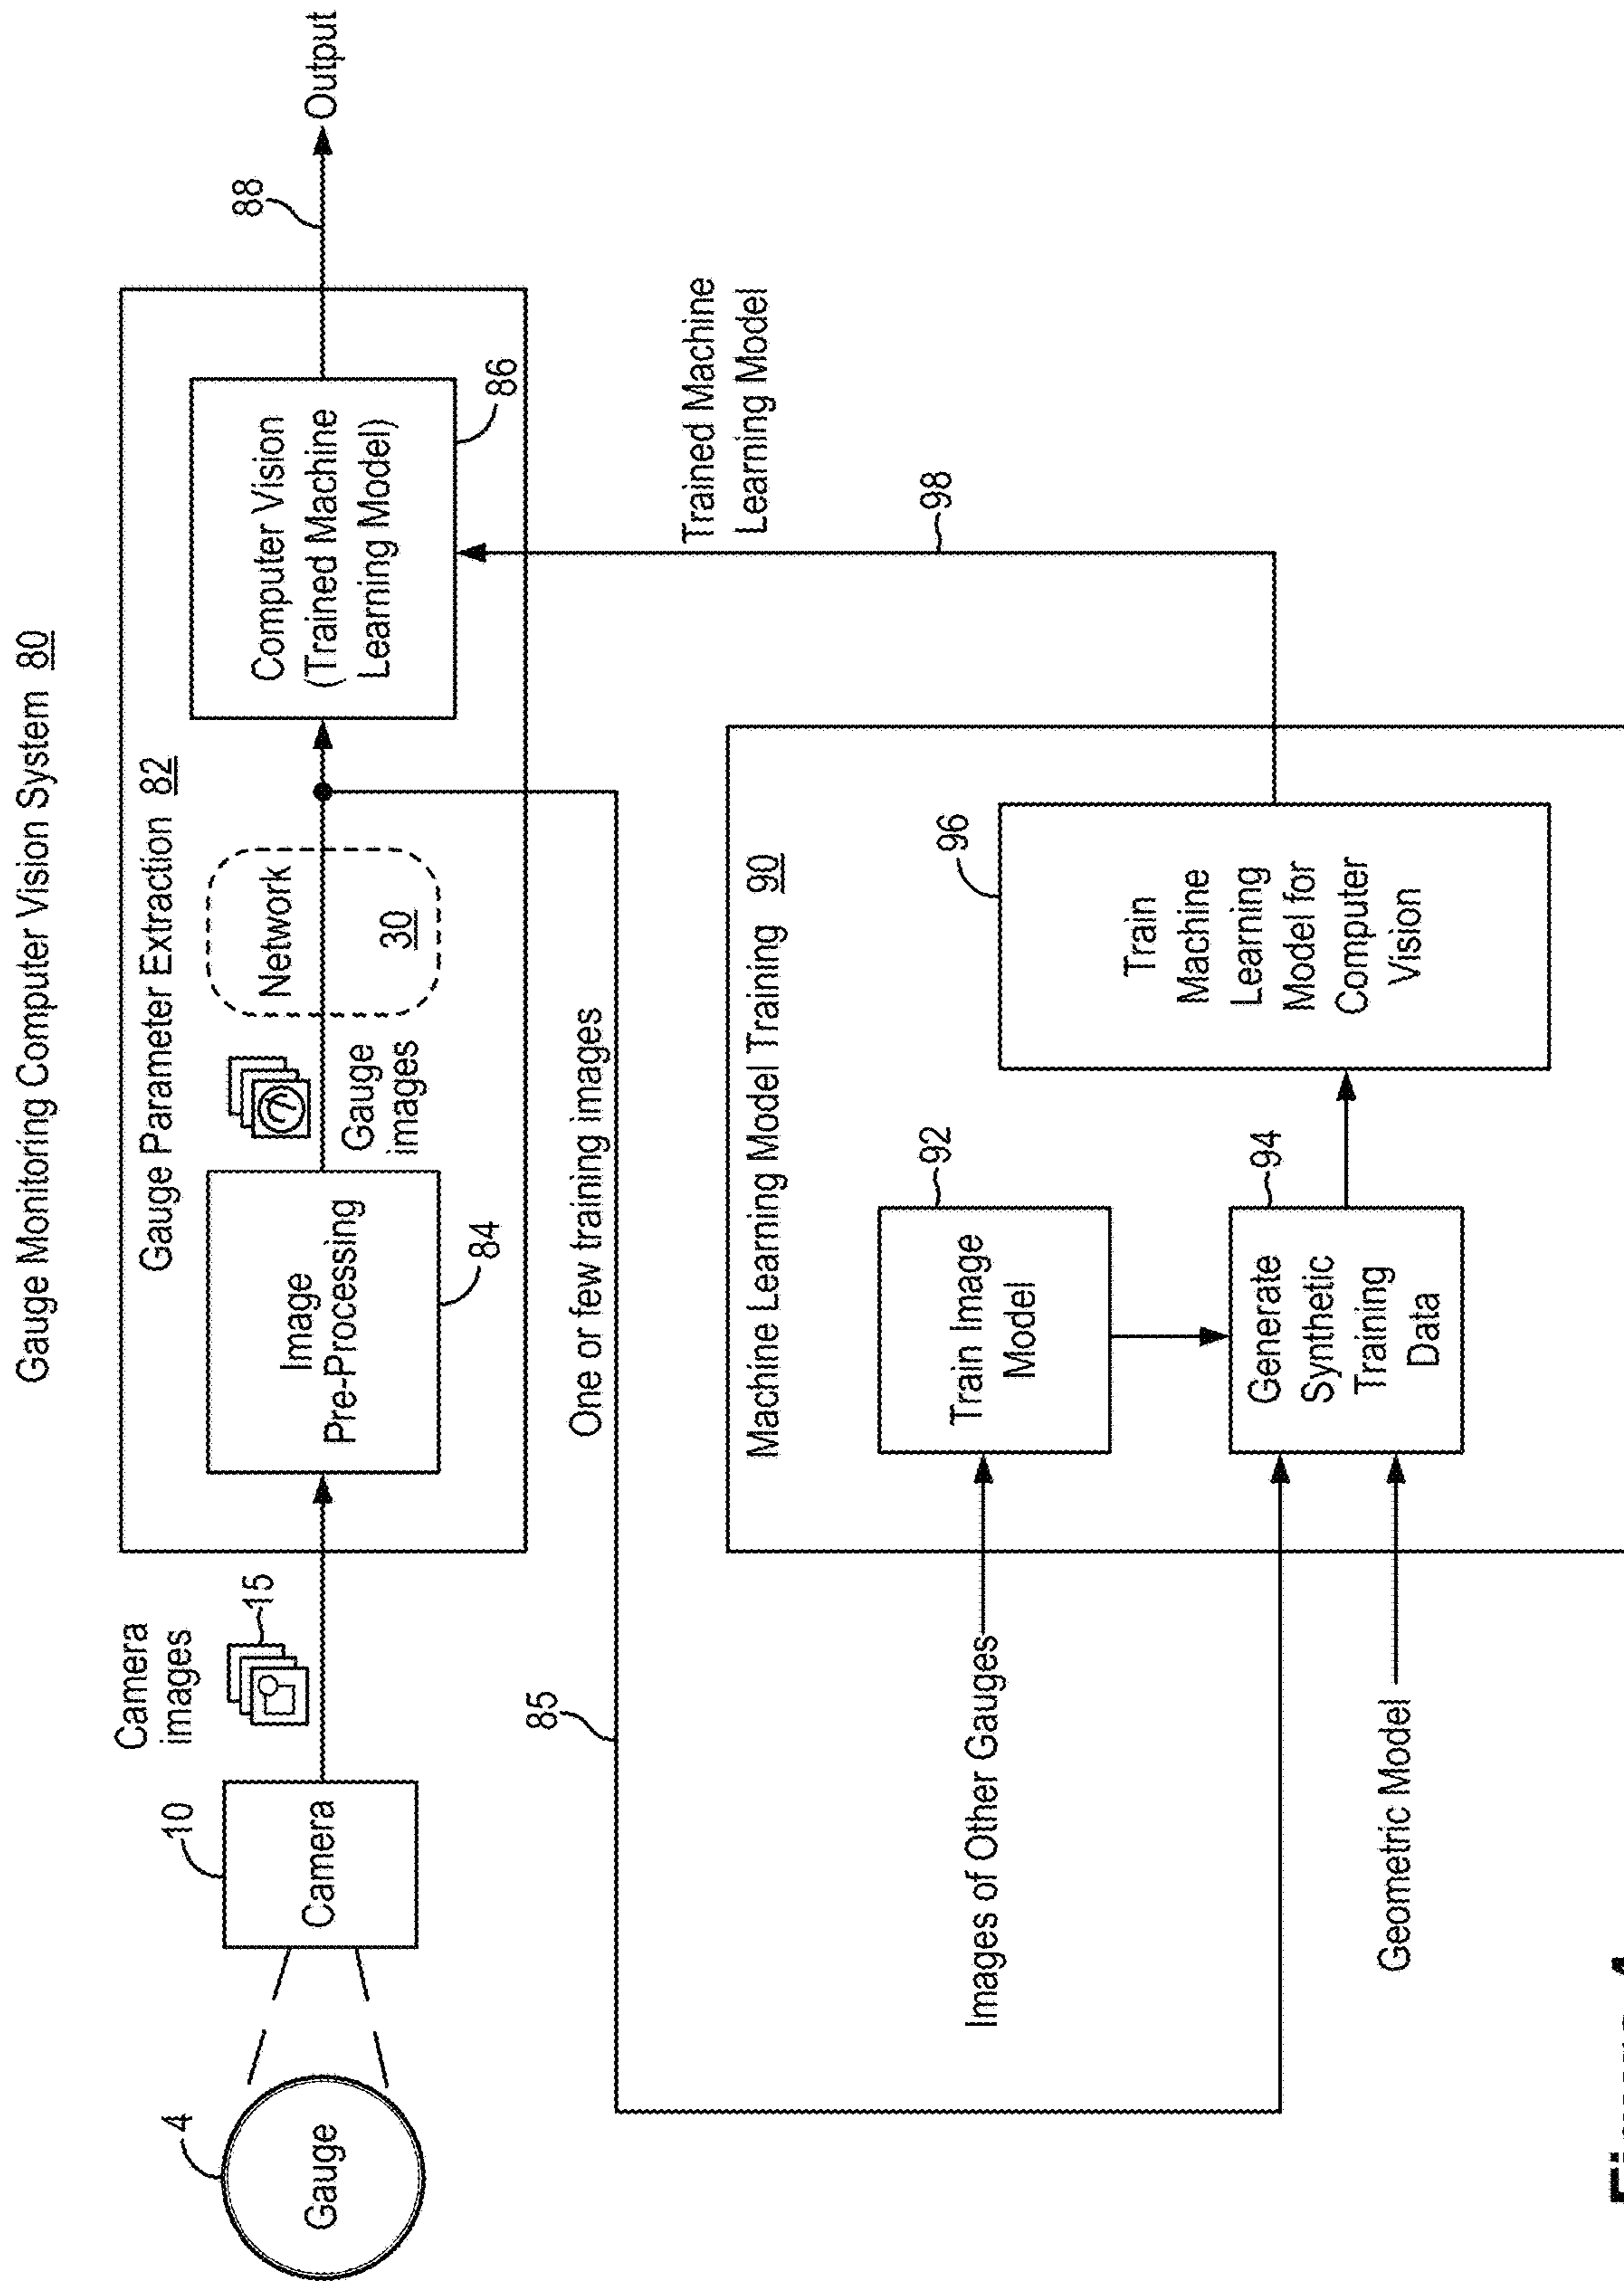 Gauge Monitoring Computer Vision System 80
Gauge Parameter Extraction 82
4
Gauge
10
Camera
Camera
images
15
Image
Pre-Processing
84
Gauge
images
Network
30
Computer Vision
(Trained Machine
Learning Model)
86
88
Output
85
One or few training images
Trained Machine
Learning Model
98
Machine Learning Model Training 90
Images of Other Gauges
Geometric Model
92
Train Image
Model
94
Generate
Synthetic
Training
Data
96
Train
Machine
Learning
Model for
Computer
Vision